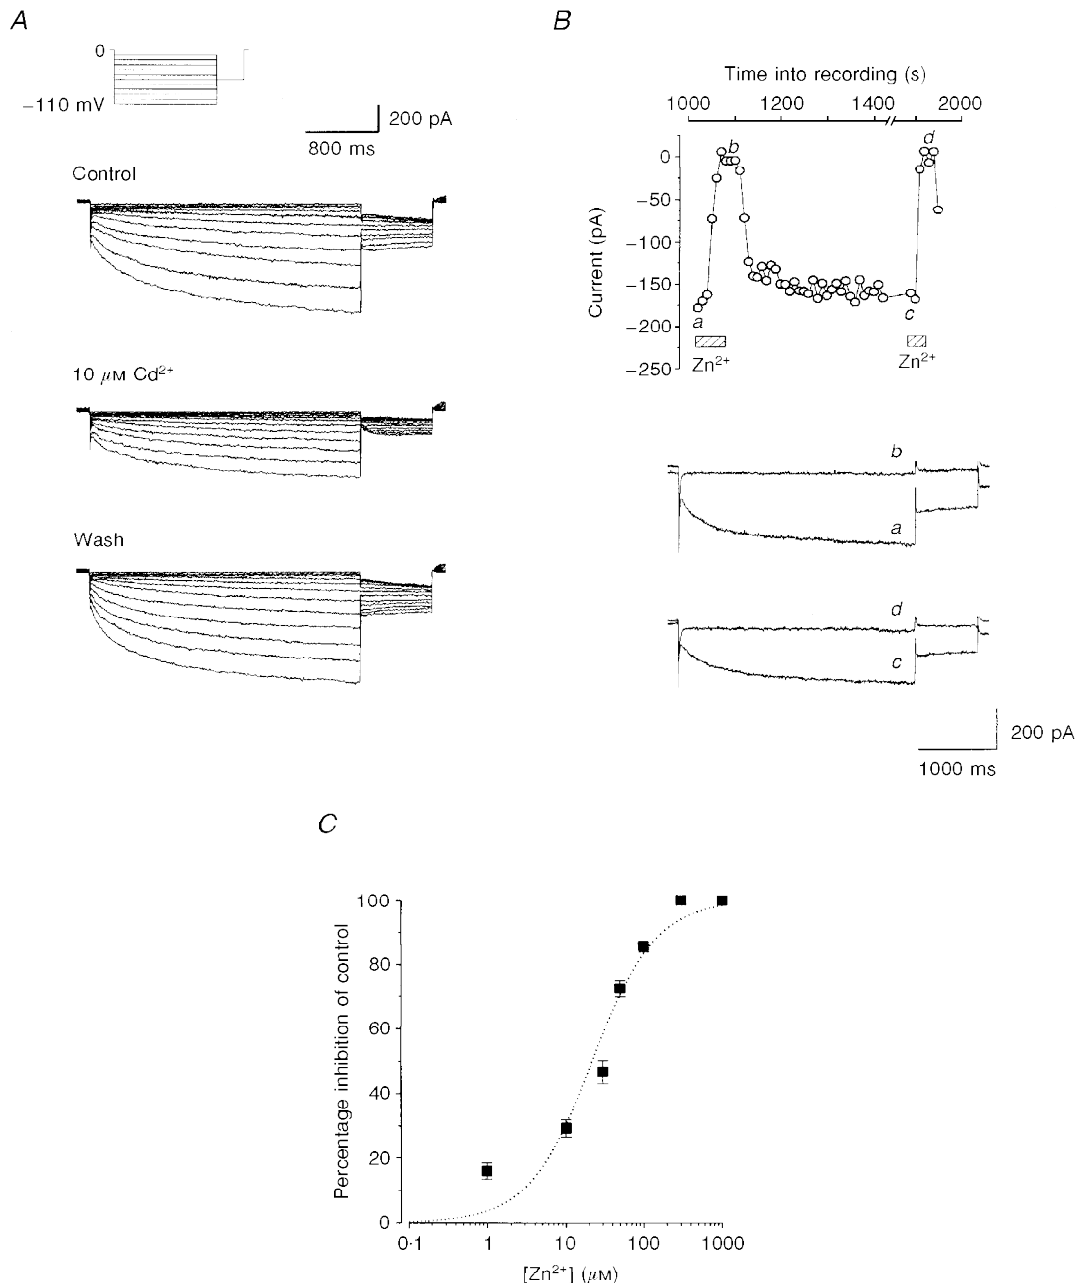 A
0
−110 mV
200 pA
800 ms
Control
10 μM Cd²⁺
Wash
B
Time into recording (s)
1000 1200 1400 2000
0
−50
−100
−150
−200
−250
Current (pA)
a
b
c
d
Zn²⁺
Zn²⁺
b
a
d
c
200 pA
1000 ms
C
100
80
60
40
20
0
Percentage inhibition of control
0·1 1 10 100 1000
[Zn²⁺] (μM)